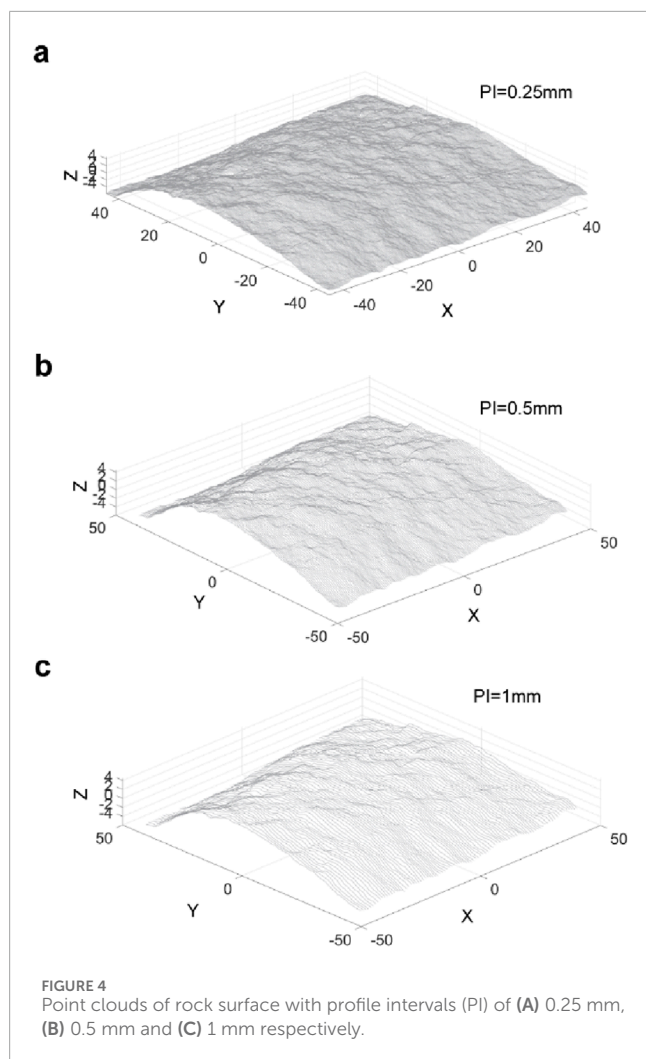 a
PI=0.25mm
Z
4
2
0
-2
-4
40
20
0
-20
-40
Y
-40
-20
0
20
40
X
b
PI=0.5mm
Z
4
2
0
-2
-4
50
0
-50
Y
-50
0
50
X
c
PI=1mm
Z
4
2
0
-2
-4
50
0
-50
Y
-50
0
50
X
FIGURE 4
Point clouds of rock surface with profile intervals (PI) of (A) 0.25 mm,
(B) 0.5 mm and (C) 1 mm respectively.